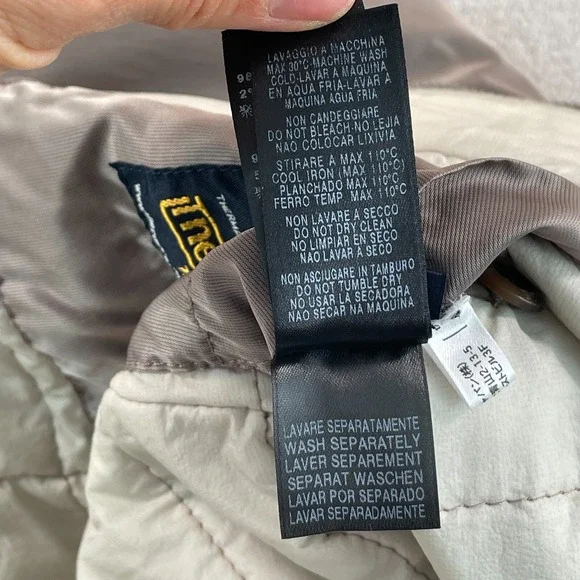 LAVAGGIO A MACCHINA
MAX 30°C-MACHINE WASH
COLD-LAVAR A MAQUINA
EN AQUA FRIA-LAVAR A
MAQUINA AGUA FRIA
NON CANDEGGIARE
DO NOT BLEACH-NO LEJIA
NAO COLOCAR LIXIVIA
STIRARE A MAX 110°C
COOL IRON (MAX 110°C)
PLANCHADO MAX 110°C
FERRO TEMP. MAX 110°C
NON LAVARE A SECCO
DO NOT DRY CLEAN
NO LIMPIAR EN SECO
NAO LAVAR A SECO
NON ASCIUGARE IN TAMBURO
DO NOT TUMBLE DRY
NO USAR LA SECADORA
NAO SECAR NA MAQUINA
LAVARE SEPARATAMENTE
WASH SEPARATELY
LAVER SEPAREMENT
SEPARAT WASCHEN
LAVAR POR SEPARADO
LAVAR SEPARADAMENTE
THERMA